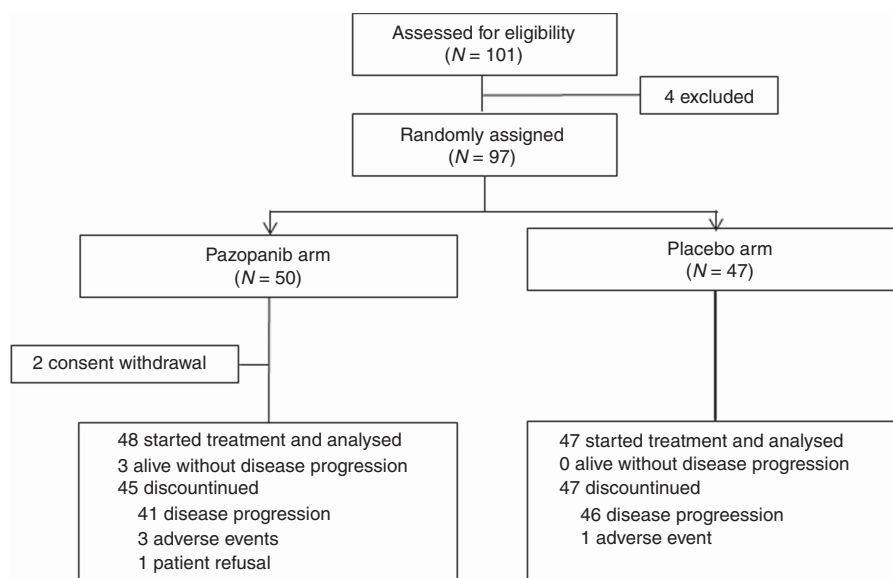 Assessed for eligibility
(N = 101)
4 excluded
Randomly assigned
(N = 97)
Pazopanib arm
(N = 50)
Placebo arm
(N = 47)
2 consent withdrawal
48 started treatment and analysed
3 alive without disease progression
45 discountinued
41 disease progression
3 adverse events
1 patient refusal
47 started treatment and analysed
0 alive without disease progression
47 discountinued
46 disease progreession
1 adverse event